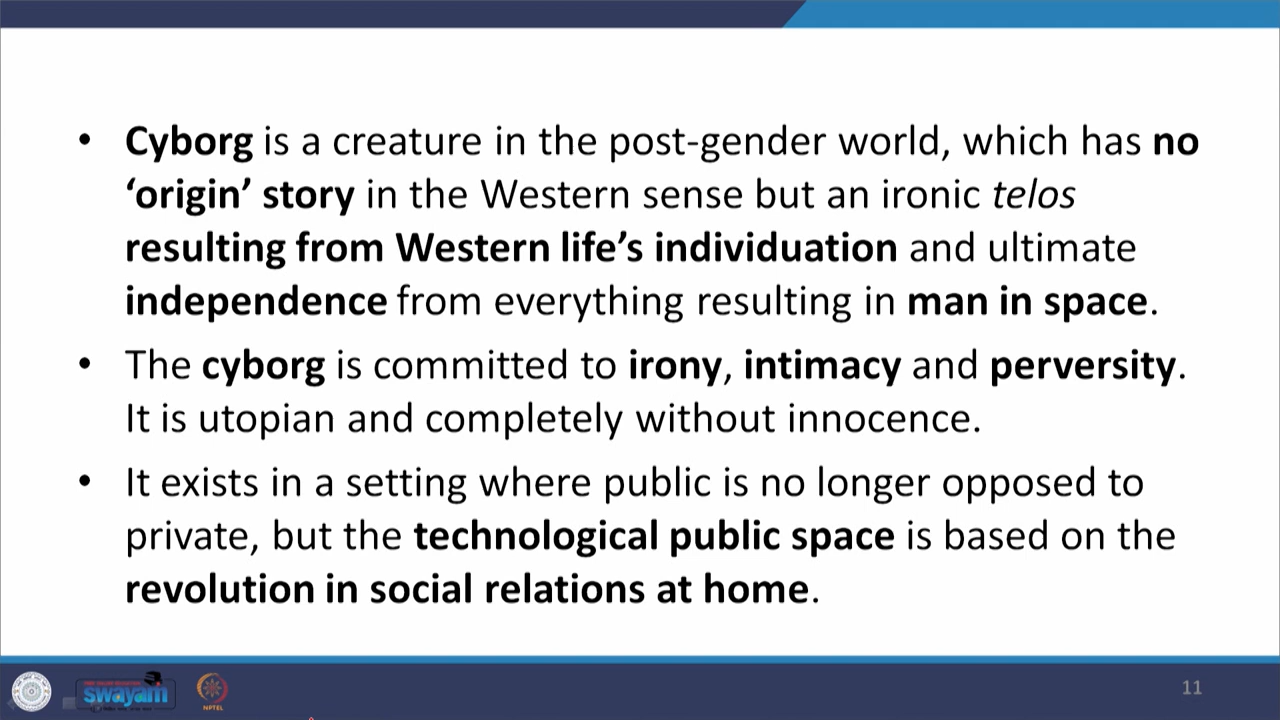 • Cyborg is a creature in the post-gender world, which has no
‘origin’ story in the Western sense but an ironic telos
resulting from Western life’s individuation and ultimate
independence from everything resulting in man in space.
• The cyborg is committed to irony, intimacy and perversity.
It is utopian and completely without innocence.
• It exists in a setting where public is no longer opposed to
private, but the technological public space is based on the
revolution in social relations at home.
swayam
NPTEL
11